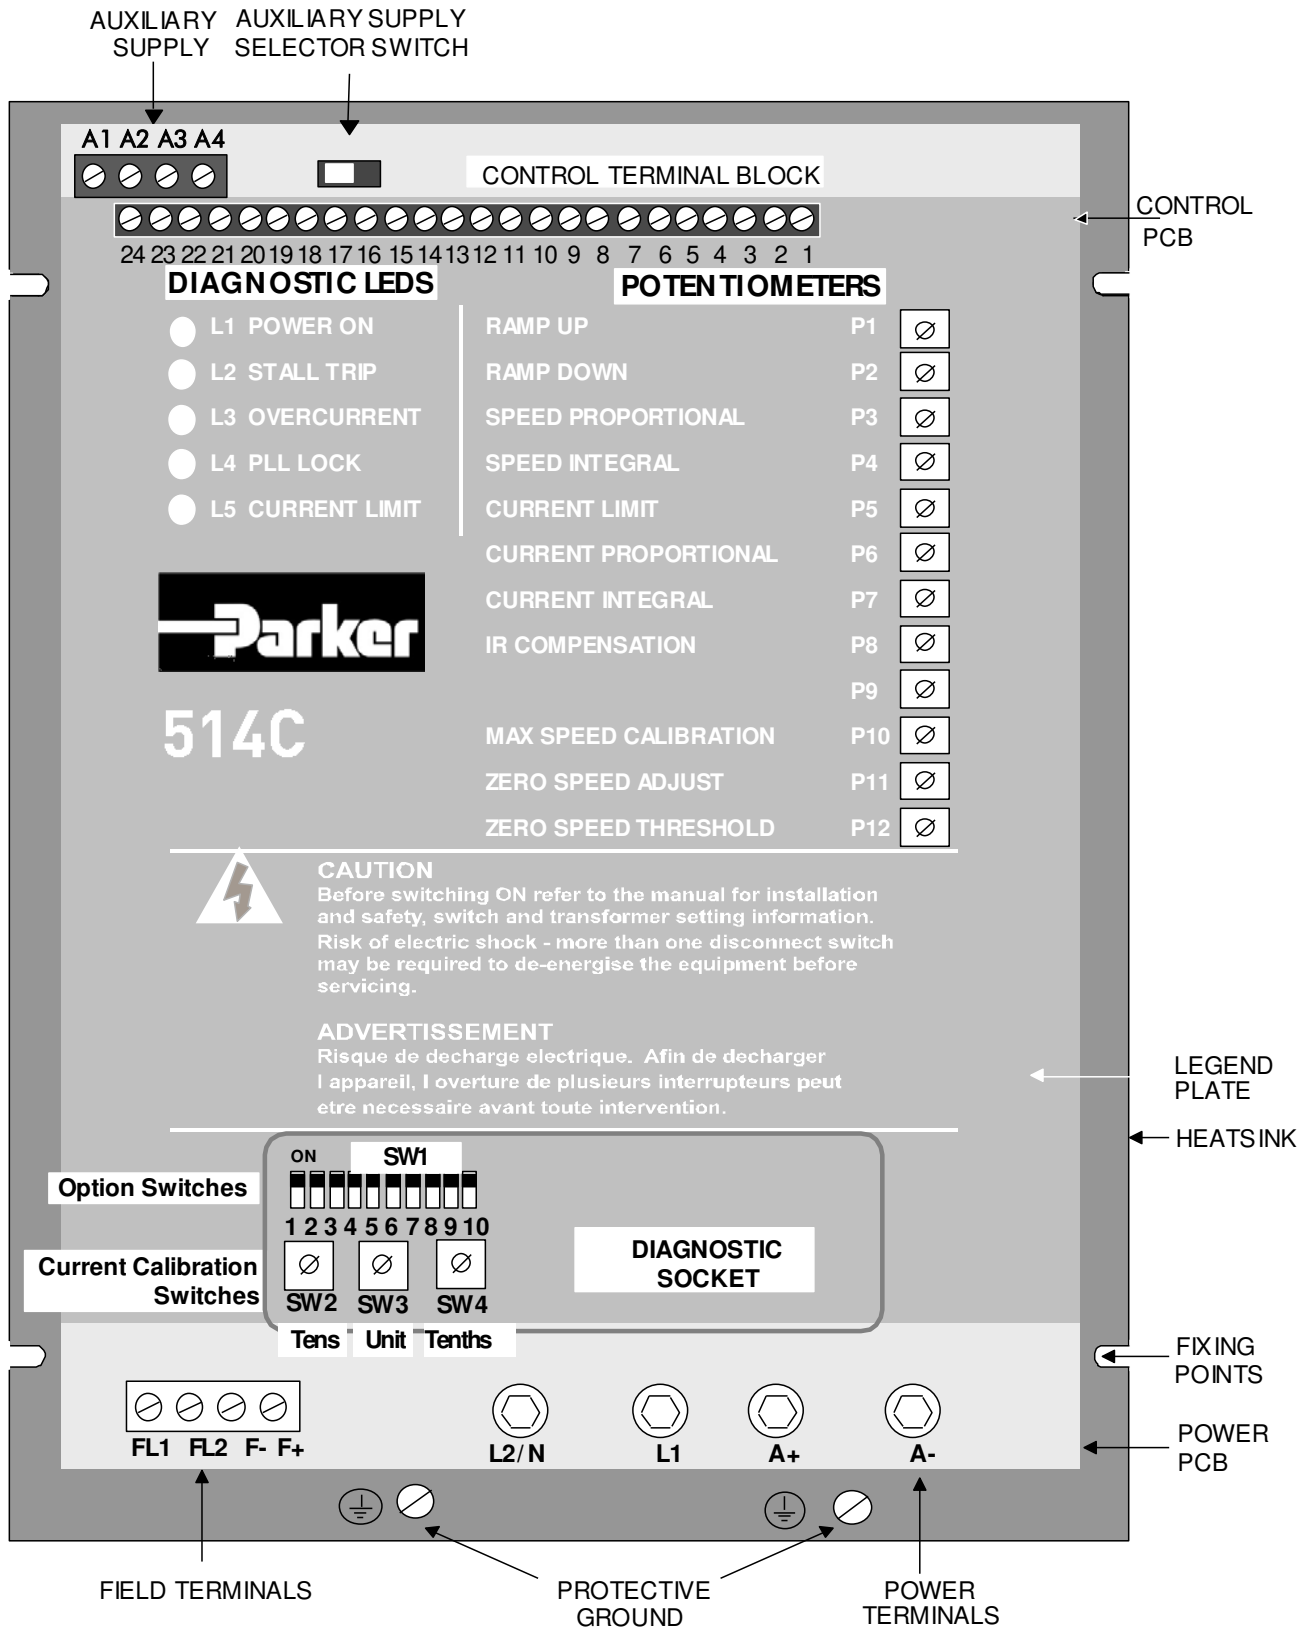 AUXILIARY SUPPLY
AUXILIARY SUPPLY SELECTOR SWITCH
A1 A2 A3 A4
CONTROL TERMINAL BLOCK
CONTROL PCB
24 23 22 21 20 19 18 17 16 15 14 13 12 11 10 9 8 7 6 5 4 3 2 1
DIAGNOSTIC LEDS
L1 POWER ON
L2 STALL TRIP
L3 OVERCURRENT
L4 PLL LOCK
L5 CURRENT LIMIT
POTENTIOMETERS
RAMP UP P1
RAMP DOWN P2
SPEED PROPORTIONAL P3
SPEED INTEGRAL P4
CURRENT LIMIT P5
CURRENT PROPORTIONAL P6
CURRENT INTEGRAL P7
IR COMPENSATION P8
P9
MAX SPEED CALIBRATION P10
ZERO SPEED ADJUST P11
ZERO SPEED THRESHOLD P12
Parker
514C
CAUTION
Before switching ON refer to the manual for installation
and safety, switch and transformer setting information.
Risk of electric shock - more than one disconnect switch
may be required to de-energise the equipment before
servicing.
ADVERTISSEMENT
Risque de decharge electrique. Afin de decharger
l appareil, l overture de plusieurs interrupteurs peut
etre necessaire avant toute intervention.
LEGEND PLATE
HEATSINK
ON
SW1
Option Switches
1 2 3 4 5 6 7 8 9 10
Current Calibration Switches
SW2 SW3 SW4
Tens Unit Tenths
DIAGNOSTIC SOCKET
FIXING POINTS
POWER PCB
FL1 FL2 F- F+
L2/N L1 A+ A-
FIELD TERMINALS
PROTECTIVE GROUND
POWER TERMINALS